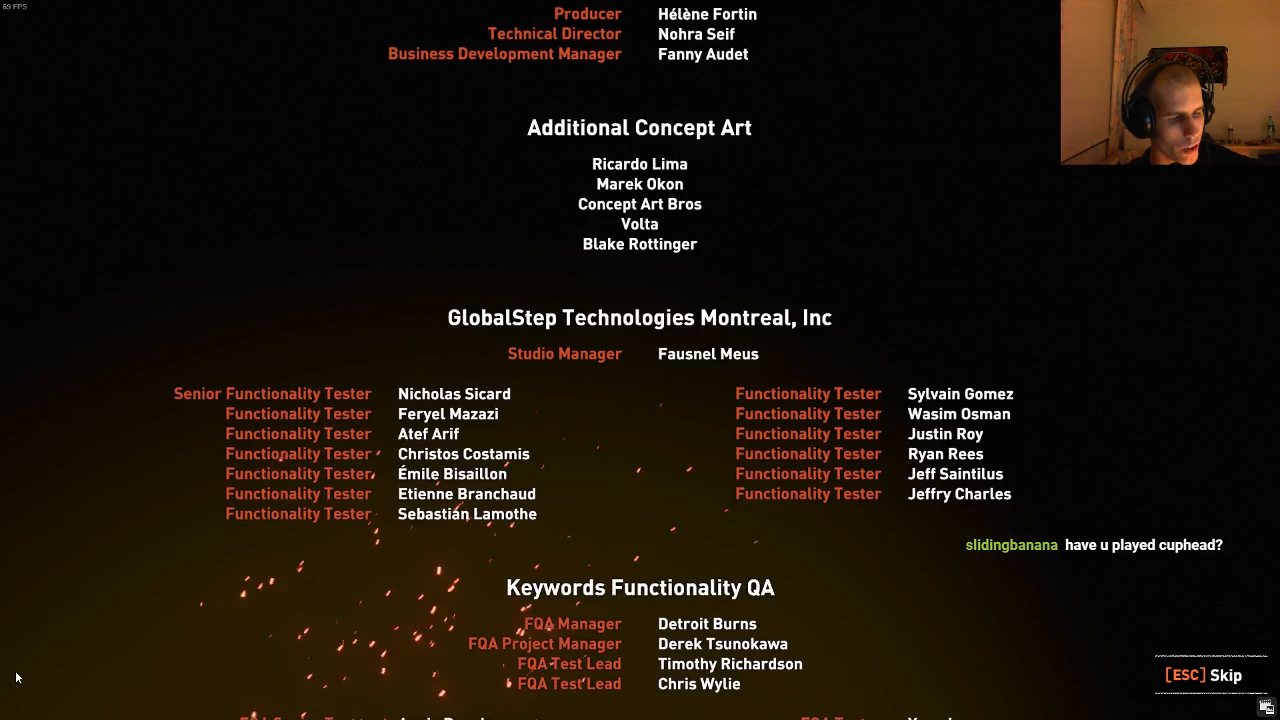 69 FPS
Producer Hélène Fortin
Technical Director Nohra Seif
Business Development Manager Fanny Audet
Additional Concept Art
Ricardo Lima
Marek Okon
Concept Art Bros
Volta
Blake Rottinger
GlobalStep Technologies Montreal, Inc
Studio Manager Fausnel Meus
Senior Functionality Tester Nicholas Sicard Functionality Tester Sylvain Gomez
Functionality Tester Feryel Mazazi Functionality Tester Wasim Osman
Functionality Tester Atef Arif Functionality Tester Justin Roy
Functionality Tester Christos Costamis Functionality Tester Ryan Rees
Functionality Tester Émile Bisaillon Functionality Tester Jeff Saintilus
Functionality Tester Etienne Branchaud Functionality Tester Jeffry Charles
Functionality Tester Sebastián Lamothe
slidingbanana have u played cuphead?
Keywords Functionality QA
FQA Manager Detroit Burns
FQA Project Manager Derek Tsunokawa
FQA Test Lead Timothy Richardson
FQA Test Lead Chris Wylie
[ESC] Skip